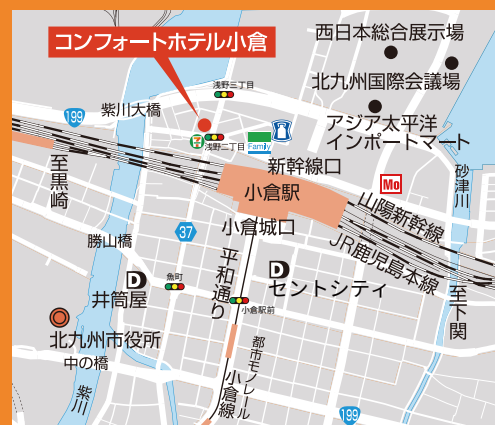 コンフォートホテル小倉
西日本総合展示場
浅野三丁目
北九州国際会議場
紫川大橋
199
アジア太平洋
インポートマート
7
浅野二丁目
Family
新幹線口
砂津川
至黒崎
小倉駅
Mo
山陽新幹線
小倉城口
37
勝山橋
平和通り
JR鹿児島本線
D
魚町
D
セントシティ
井筒屋
小倉駅前
至下関
北九州市役所
中の橋
都市モノレール
小倉線
紫川
199